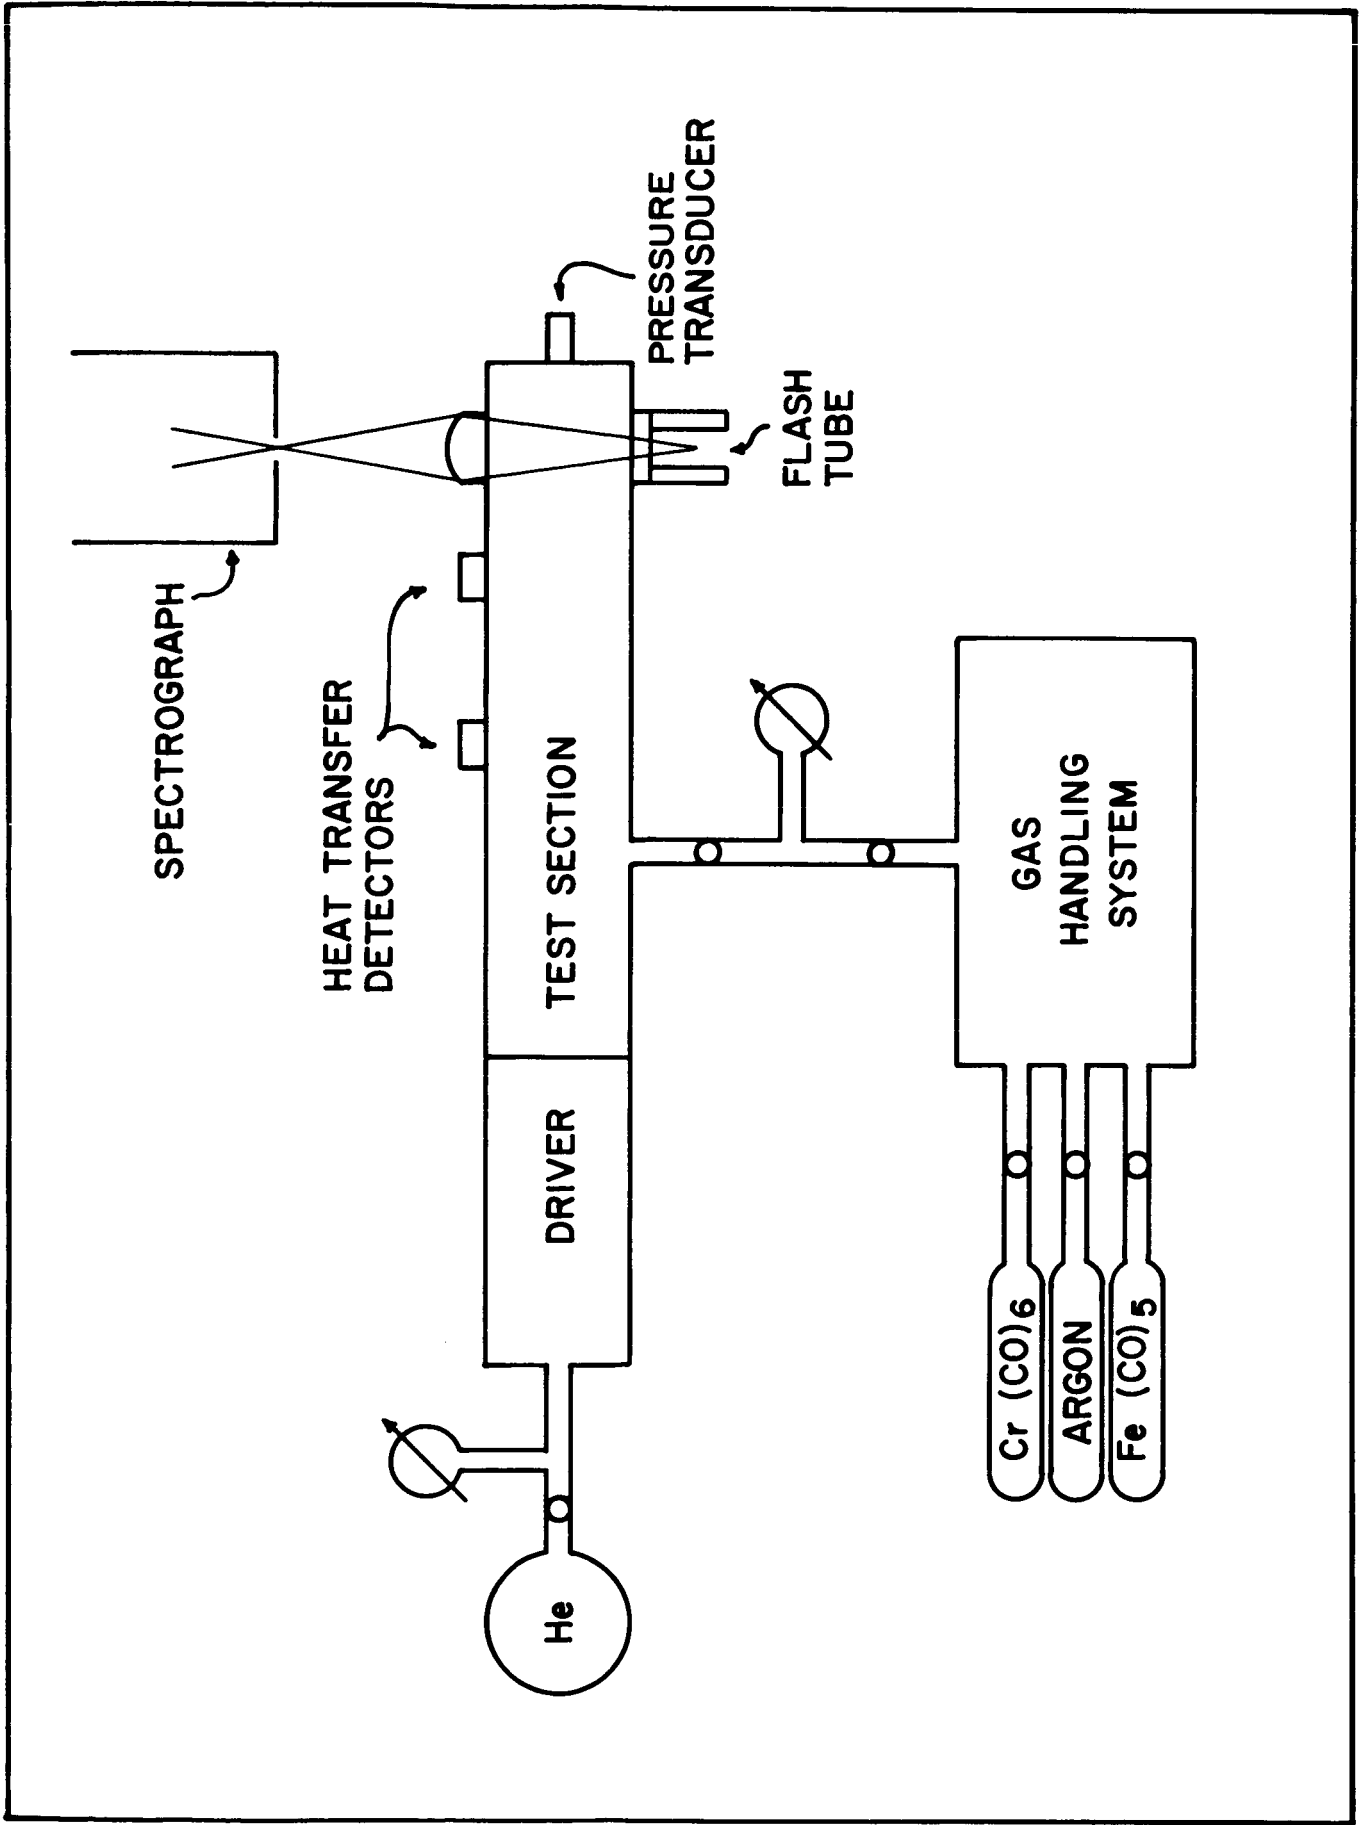 SPECTROGRAPH
HEAT TRANSFER
DETECTORS
PRESSURE
TRANSDUCER
FLASH
TUBE
He
DRIVER
TEST SECTION
GAS
HANDLING
SYSTEM
Cr (CO)6
ARGON
Fe (CO)5